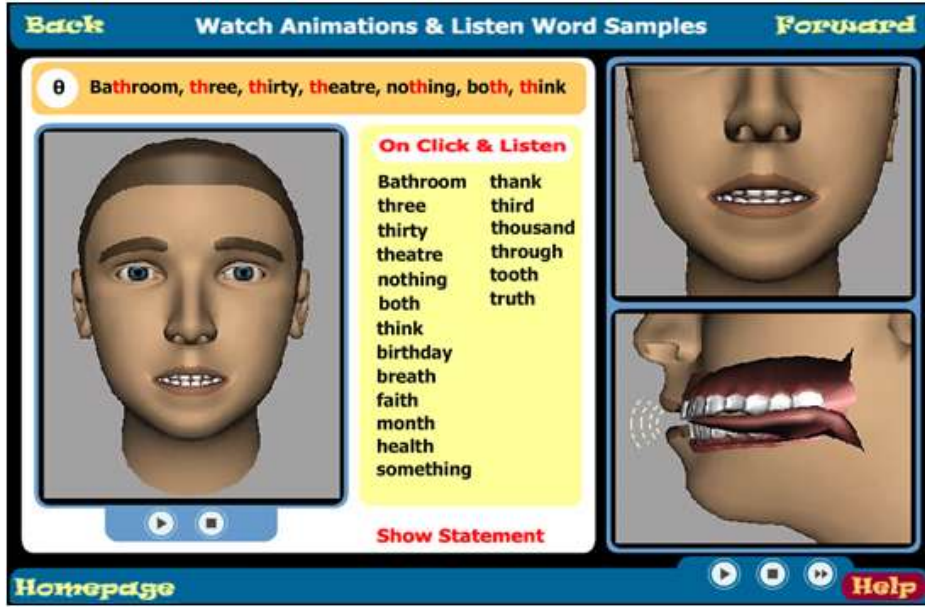 Back Watch Animations & Listen Word Samples Forward
θ Bathroom, three, thirty, theatre, nothing, both, think
On Click & Listen
Bathroom
three
thirty
theatre
nothing
both
think
birthday
breath
faith
month
health
something
thank
third
thousand
through
tooth
truth
Show Statement
Homepage Help